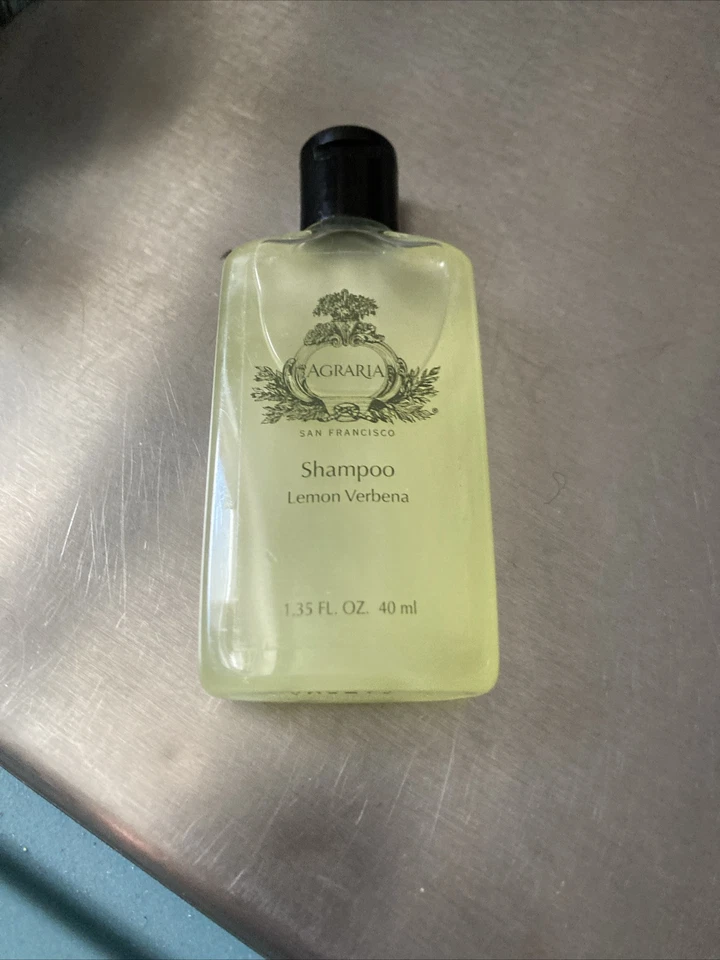 AGRARIA
SAN FRANCISCO
Shampoo
Lemon Verbena
1.35 FL. OZ. 40 ml